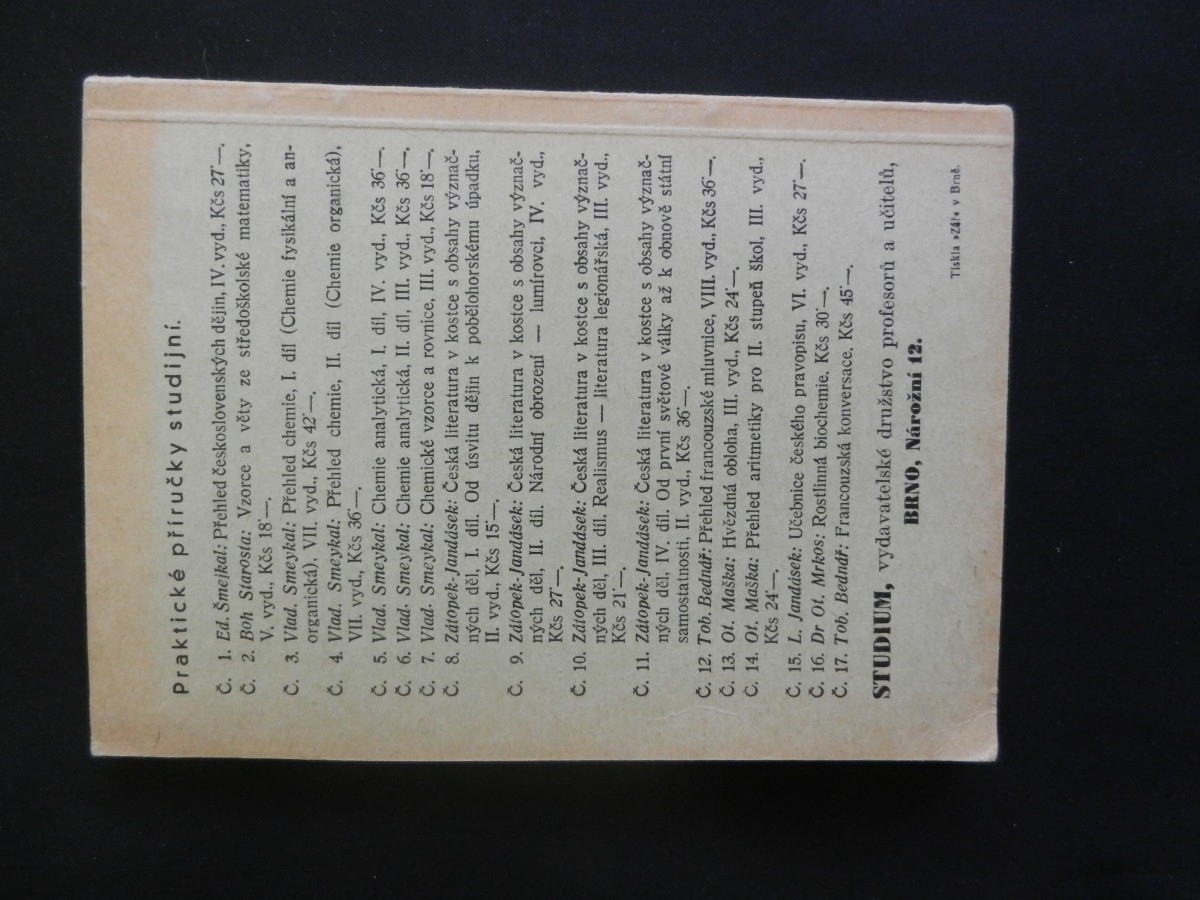 Praktické příručky studijní.
Č. 1. Ed. Šmejkal: Přehled československých dějin, IV. vyd., Kčs 27·—.
Č. 2. Boh Starosta: Vzorce a věty ze středoškolské matematiky,
V. vyd., Kčs 18·—.
Č. 3. Vlad. Smeykal: Přehled chemie, I. díl (Chemie fysikální a an-
organická), VII. vyd., Kčs 42·—.
Č. 4. Vlad. Smeykal: Přehled chemie, II. díl (Chemie organická),
VII. vyd., Kčs 36·—.
Č. 5. Vlad. Smeykal: Chemie analytická, I. díl, IV. vyd., Kčs 36·—.
Č. 6. Vlad. Smeykal: Chemie analytická, II. díl, III. vyd., Kčs 36·—.
Č. 7. Vlad· Smeykal: Chemické vzorce a rovnice, III. vyd., Kčs 18·—.
Č. 8. Zátopek-Jandásek: Česká literatura v kostce s obsahy význač-
ných děl, I. díl. Od úsvitu dějin k pobělohorskému úpadku,
II. vyd., Kčs 15·—.
Č. 9. Zátopek-Jandásek: Česká literatura v kostce s obsahy význač-
ných děl, II. díl. Národní obrození — lumírovci, IV. vyd.,
Kčs 27·—.
Č. 10. Zátopek-Jandásek: Česká literatura v kostce s obsahy význač-
ných děl, III. díl. Realismus — literatura legionářská, III. vyd.,
Kčs 21·—.
Č. 11. Zátopek-Jandásek: Česká literatura v kostce s obsahy význač-
ných děl, IV. díl. Od první světové války až k obnově státní
samostatnosti, II. vyd., Kčs 36·—.
Č. 12. Tob. Bednář: Přehled francouzské mluvnice, VIII. vyd., Kčs 36·—.
Č. 13. Ot. Maška: Hvězdná obloha, III. vyd., Kčs 24·—.
Č. 14. Ot. Maška: Přehled aritmetiky pro II. stupeň škol, III. vyd.,
Kčs 24·—.
Č. 15. L. Jandásek: Učebnice českého pravopisu, VI. vyd., Kčs 27·—.
Č. 16. Dr Ot. Mrkos: Rostlinná biochemie. Kčs 30·—.
Č. 17. Tob. Bednář: Francouzská konversace, Kčs 45·—.
STUDIUM, vydavatelské družstvo profesorů a učitelů,
BRNO, Nárožní 12.
Tiskla »Zář« v Brně.